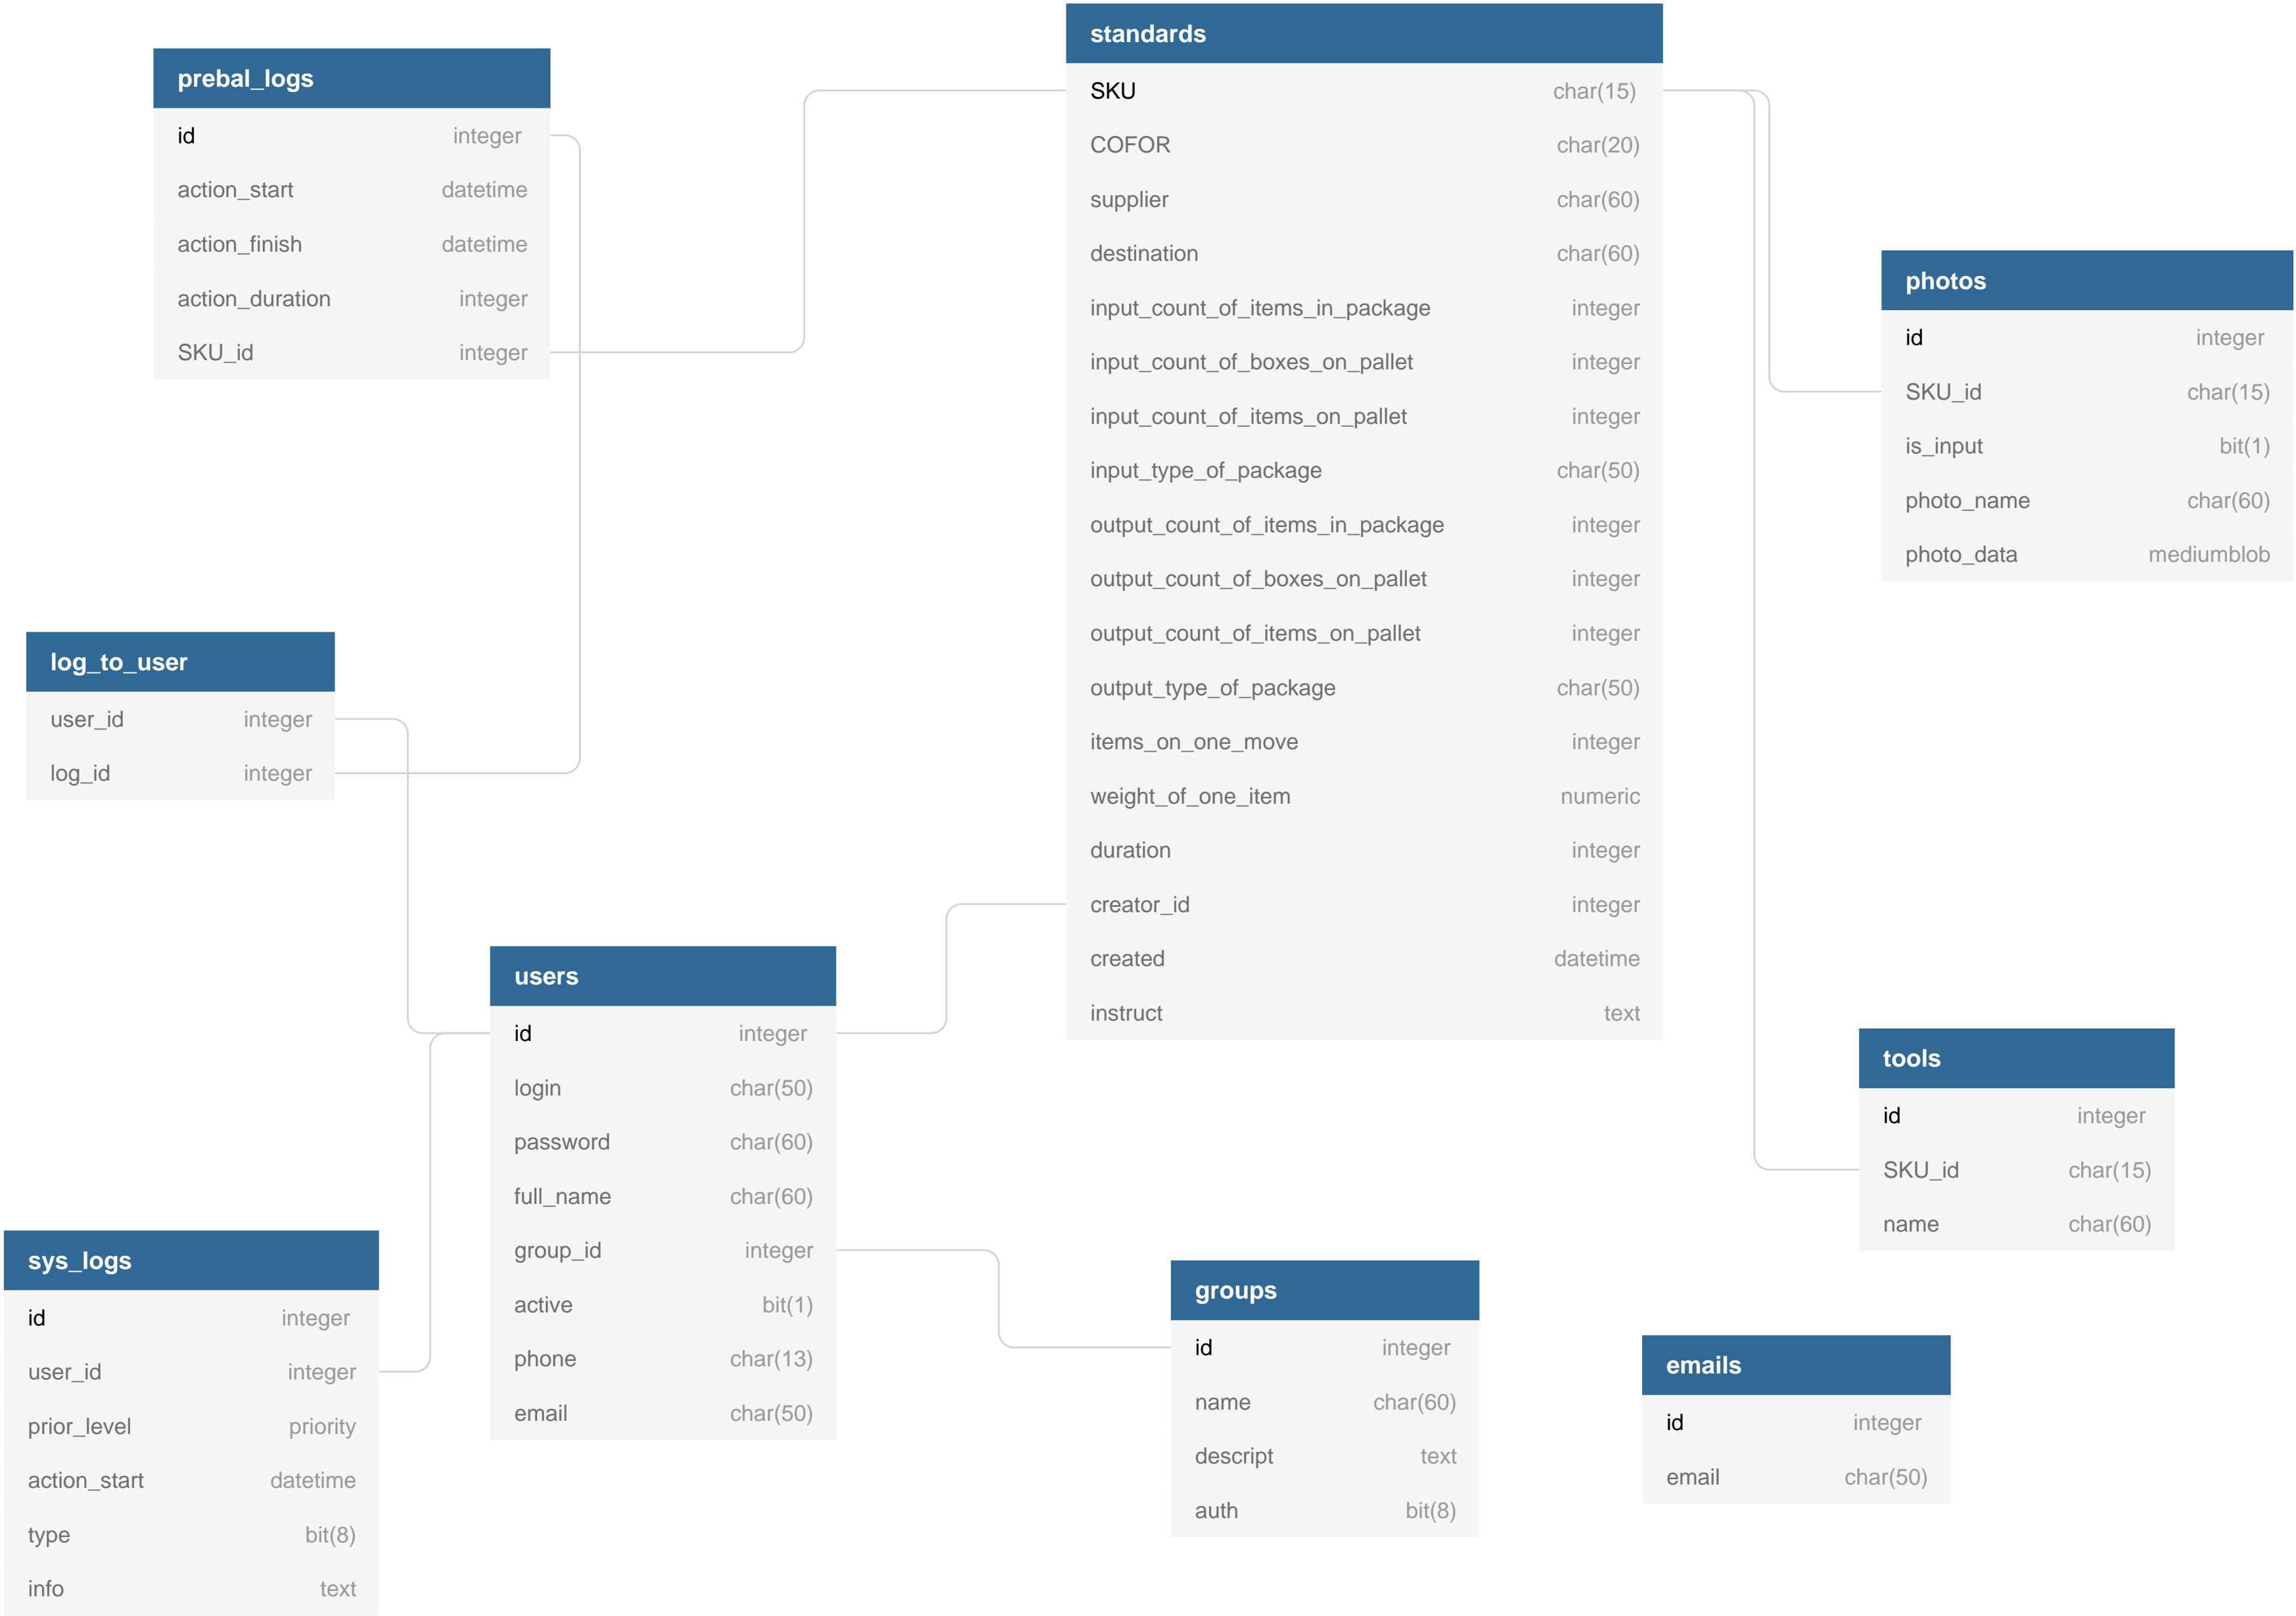 prebal_logs
id integer
action_start datetime
action_finish datetime
action_duration integer
SKU_id integer
standards
SKU char(15)
COFOR char(20)
supplier char(60)
destination char(60)
input_count_of_items_in_package integer
input_count_of_boxes_on_pallet integer
input_count_of_items_on_pallet integer
input_type_of_package char(50)
output_count_of_items_in_package integer
output_count_of_boxes_on_pallet integer
output_count_of_items_on_pallet integer
output_type_of_package char(50)
items_on_one_move integer
weight_of_one_item numeric
duration integer
creator_id integer
created datetime
instruct text
photos
id integer
SKU_id char(15)
is_input bit(1)
photo_name char(60)
photo_data mediumblob
log_to_user
user_id integer
log_id integer
users
id integer
login char(50)
password char(60)
full_name char(60)
group_id integer
active bit(1)
phone char(13)
email char(50)
tools
id integer
SKU_id char(15)
name char(60)
sys_logs
id integer
user_id integer
prior_level priority
action_start datetime
type bit(8)
info text
groups
id integer
name char(60)
descript text
auth bit(8)
emails
id integer
email char(50)